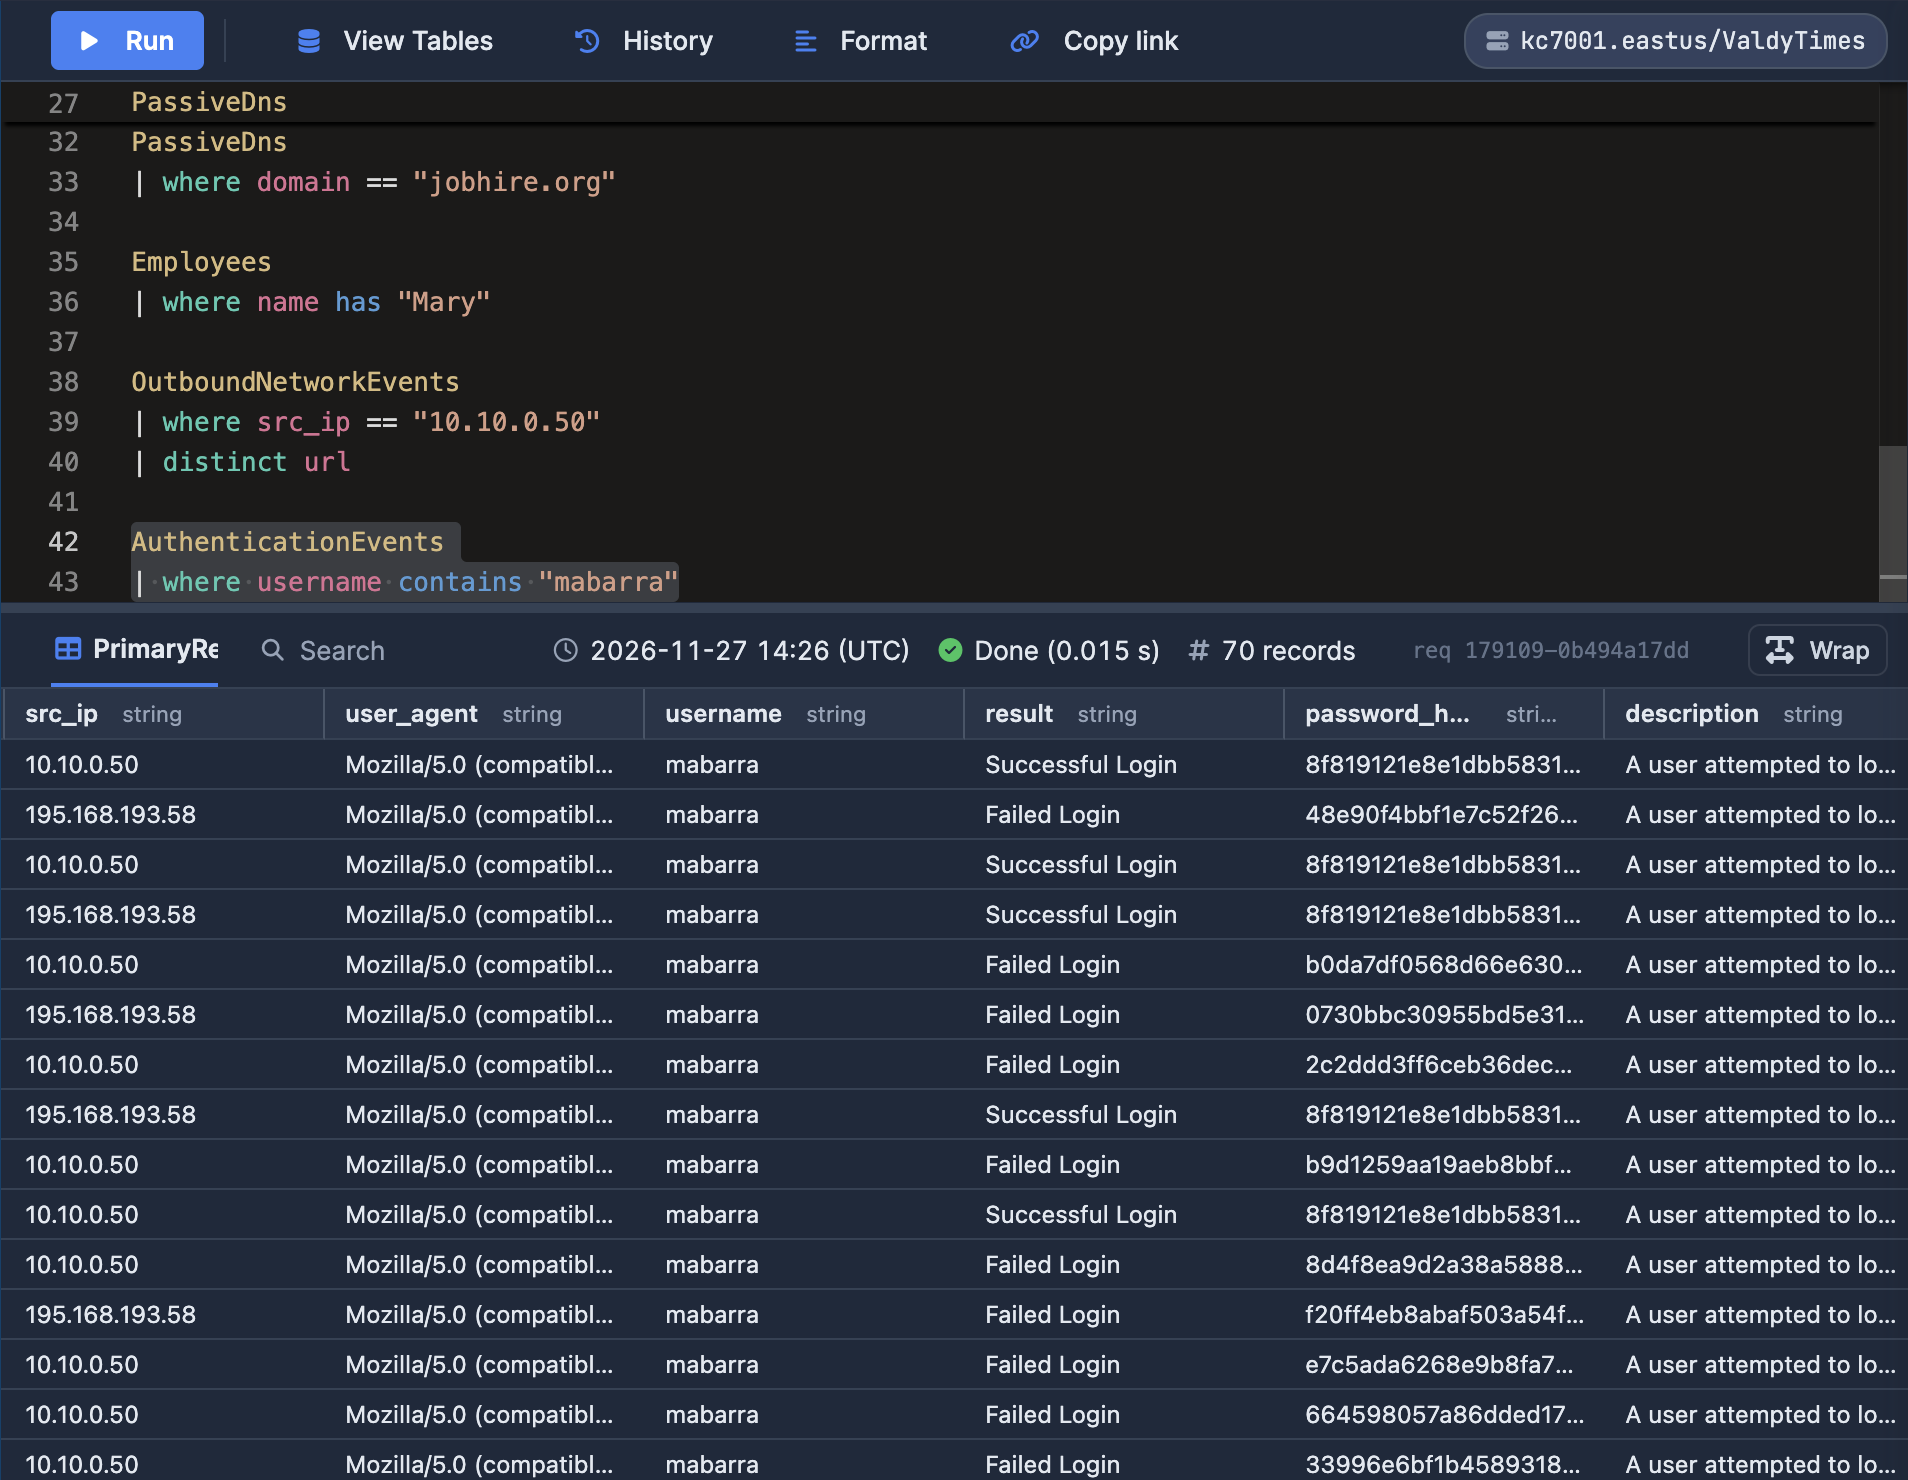 Run View Tables History Format Copy link kc7001.eastus/ValdyTimes
27 PassiveDns
32 PassiveDns
33 | where domain == "jobhire.org"
34
35 Employees
36 | where name has "Mary"
37
38 OutboundNetworkEvents
39 | where src_ip == "10.10.0.50"
40 | distinct url
41
42 AuthenticationEvents
43 | where username contains "mabarra"
PrimaryRe Search 2026-11-27 14:26 (UTC) Done (0.015 s) # 70 records req 179109-0b494a17dd Wrap
src_ip string user_agent string username string result string password_h... stri... description string
10.10.0.50 Mozilla/5.0 (compatibl... mabarra Successful Login 8f819121e8e1dbb5831... A user attempted to lo...
195.168.193.58 Mozilla/5.0 (compatibl... mabarra Failed Login 48e90f4bbf1e7c52f26... A user attempted to lo...
10.10.0.50 Mozilla/5.0 (compatibl... mabarra Successful Login 8f819121e8e1dbb5831... A user attempted to lo...
195.168.193.58 Mozilla/5.0 (compatibl... mabarra Successful Login 8f819121e8e1dbb5831... A user attempted to lo...
10.10.0.50 Mozilla/5.0 (compatibl... mabarra Failed Login b0da7df0568d66e630... A user attempted to lo...
195.168.193.58 Mozilla/5.0 (compatibl... mabarra Failed Login 0730bbc30955bd5e31... A user attempted to lo...
10.10.0.50 Mozilla/5.0 (compatibl... mabarra Failed Login 2c2ddd3ff6ceb36dec... A user attempted to lo...
195.168.193.58 Mozilla/5.0 (compatibl... mabarra Successful Login 8f819121e8e1dbb5831... A user attempted to lo...
10.10.0.50 Mozilla/5.0 (compatibl... mabarra Failed Login b9d1259aa19aeb8bbf... A user attempted to lo...
10.10.0.50 Mozilla/5.0 (compatibl... mabarra Successful Login 8f819121e8e1dbb5831... A user attempted to lo...
10.10.0.50 Mozilla/5.0 (compatibl... mabarra Failed Login 8d4f8ea9d2a38a5888... A user attempted to lo...
195.168.193.58 Mozilla/5.0 (compatibl... mabarra Failed Login f20ff4eb8abaf503a54f... A user attempted to lo...
10.10.0.50 Mozilla/5.0 (compatibl... mabarra Failed Login e7c5ada6268e9b8fa7... A user attempted to lo...
10.10.0.50 Mozilla/5.0 (compatibl... mabarra Failed Login 664598057a86dded17... A user attempted to lo...
10.10.0.50 Mozilla/5.0 (compatibl... mabarra Failed Login 33996e6bf1b4589318... A user attempted to lo...